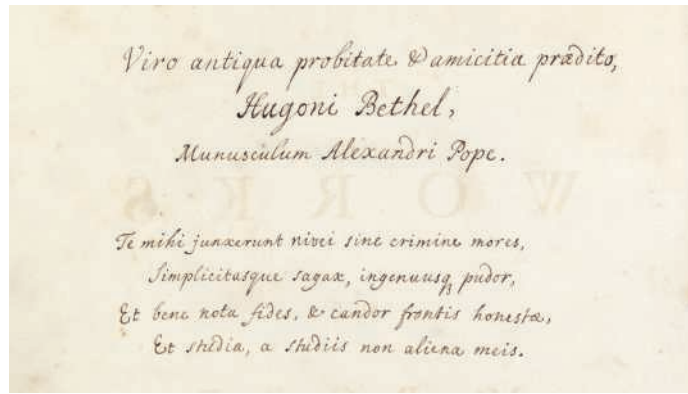 Viro antiqua probitate & amicitia prædito,
Hugoni Bethel,
Munusculum Alexandri Pope.
WORKS
Te mihi junxerunt nivei sine crimine mores,
Simplicitasque sagax, ingenuusq; pudor,
Et bene nota fides, & candor frontis honestæ,
Et studia, a studiis non aliena meis.